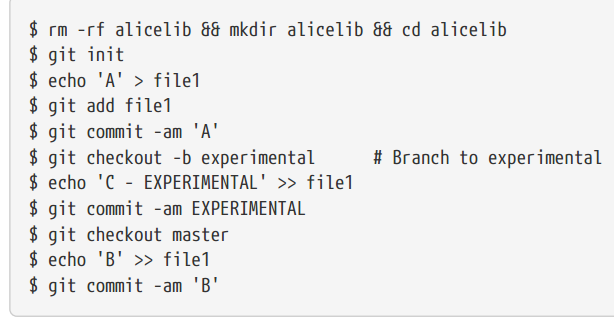 $ rm -rf alicelib && mkdir alicelib && cd alicelib
$ git init
$ echo 'A' > file1
$ git add file1
$ git commit -am 'A'
$ git checkout -b experimental      # Branch to experimental
$ echo 'C - EXPERIMENTAL' >> file1
$ git commit -am EXPERIMENTAL
$ git checkout master
$ echo 'B' >> file1
$ git commit -am 'B'